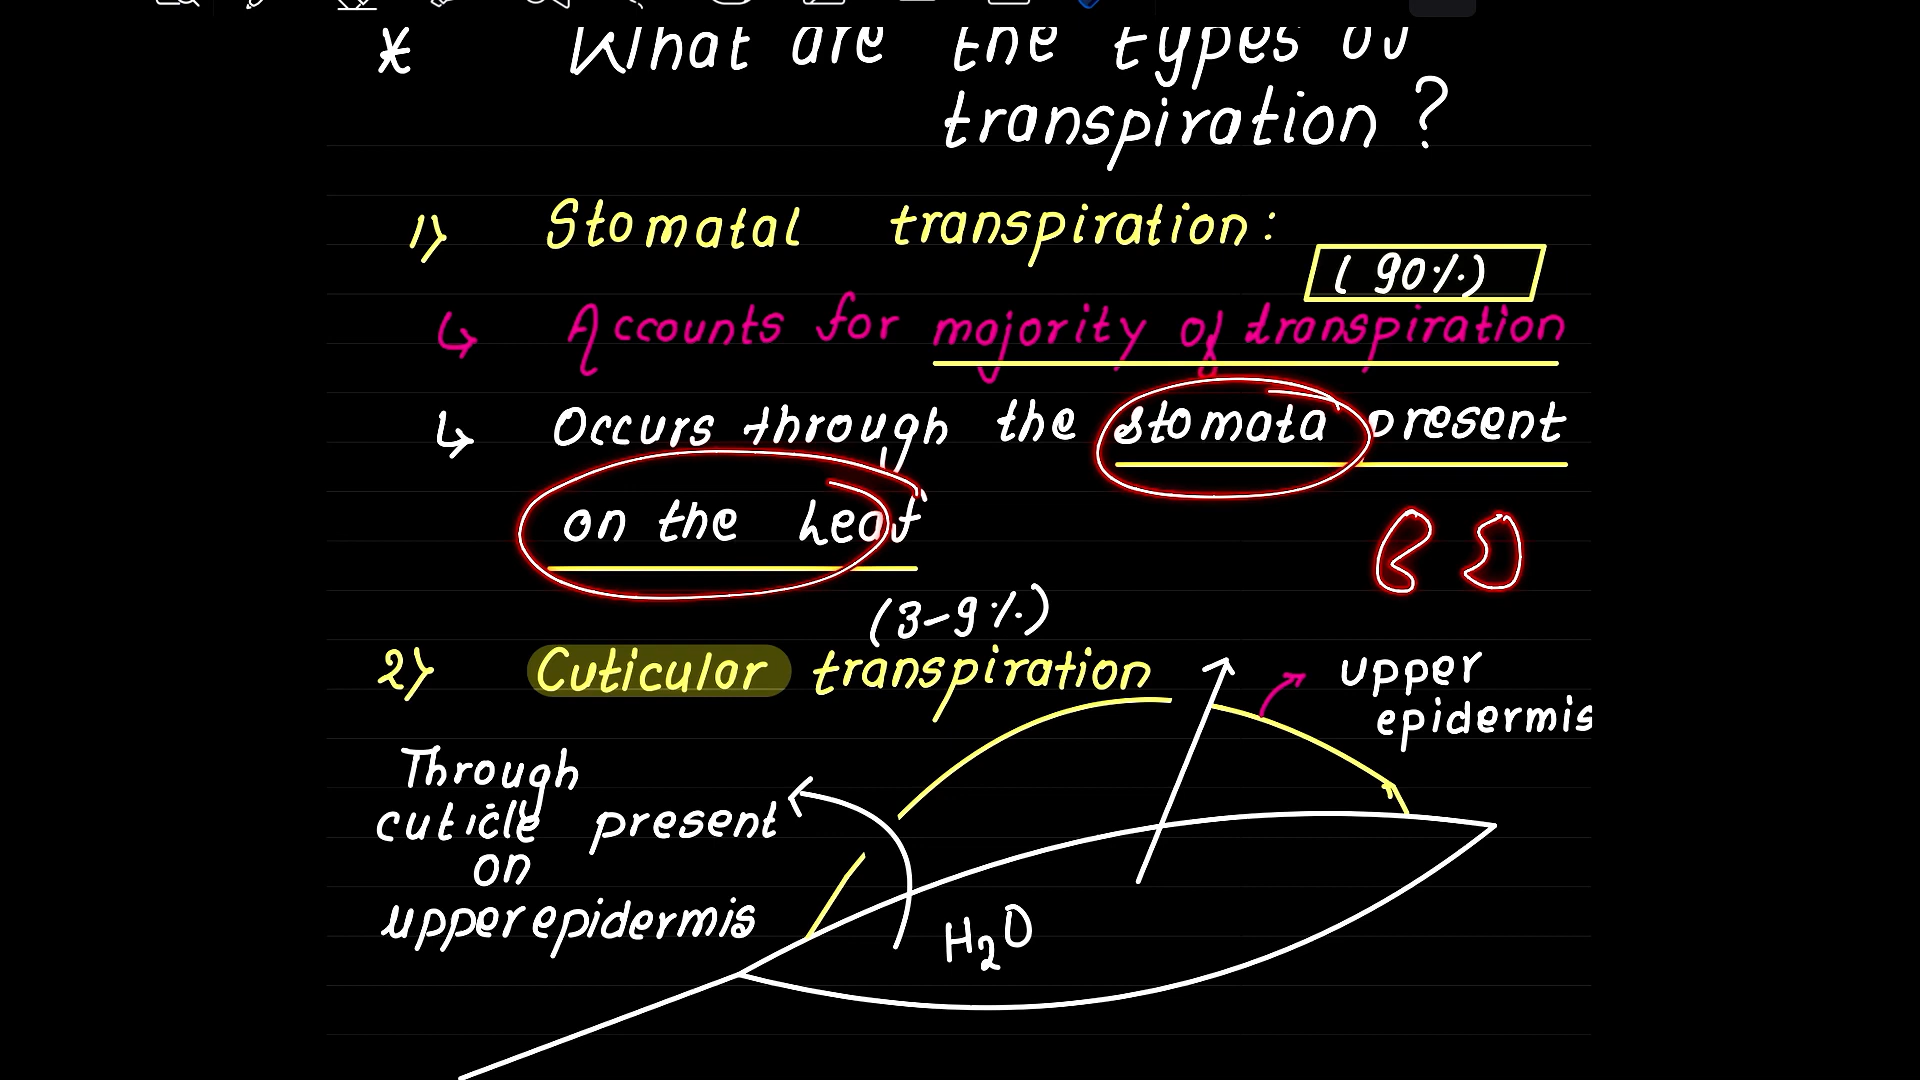 * What are the types of
transpiration ?
1) Stomatal transpiration :
( 90%)
↳ Accounts for majority of transpiration
↳ Occurs through the stomata present
on the Leaf
(3-9%)
2) Cuticular transpiration
upper
epidermis
Through
cuticle present
on
upper epidermis
H2O